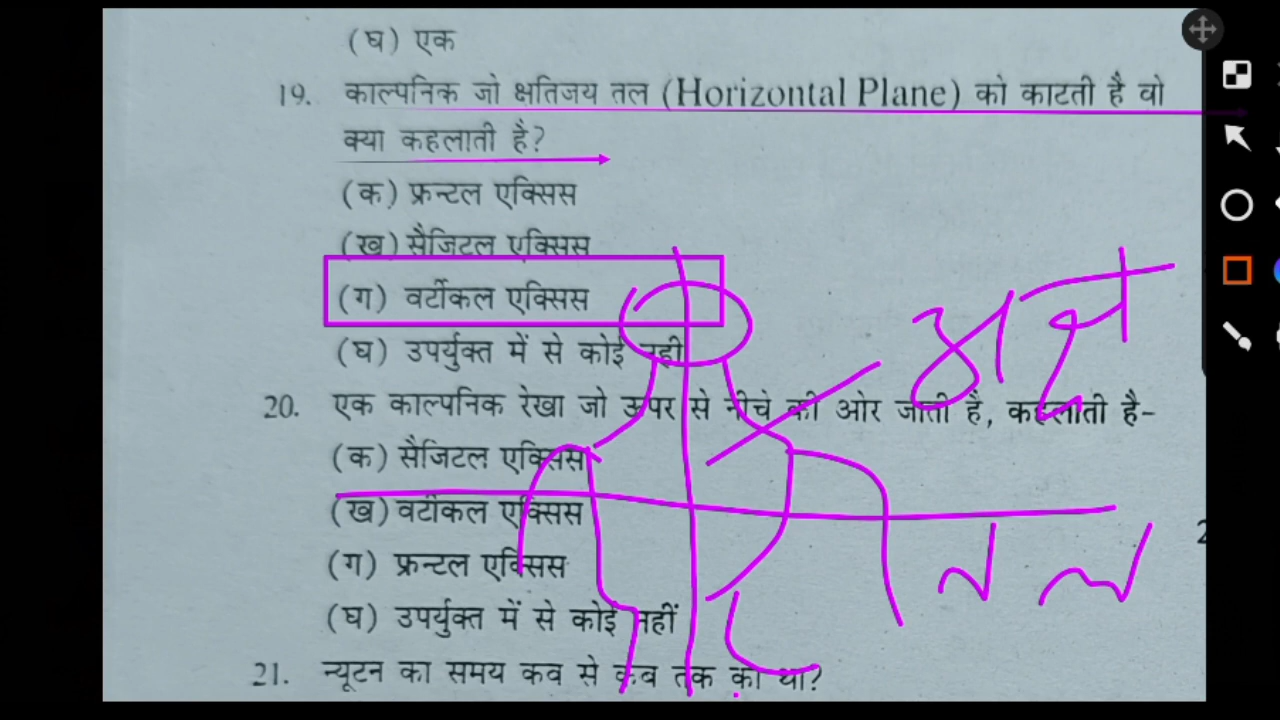 (घ) एक
19. काल्पनिक जो क्षतिजय तल (Horizontal Plane) को काटती है वो
क्या कहलाती है?
(क) फ्रन्टल एक्सिस
(ख) सैजिटल एक्सिस
(ग) वर्टीकल एक्सिस
(घ) उपर्युक्त में से कोई नही
20. एक काल्पनिक रेखा जो ऊपर से नीचे की ओर जाती है, कहलाती है-
(क) सैजिटल एक्सिस
(ख) वर्टीकल एक्सिस
(ग) फ्रन्टल एक्सिस
(घ) उपर्युक्त में से कोई नहीं
तल
21. न्यूटन का समय कब से कब तक का था?